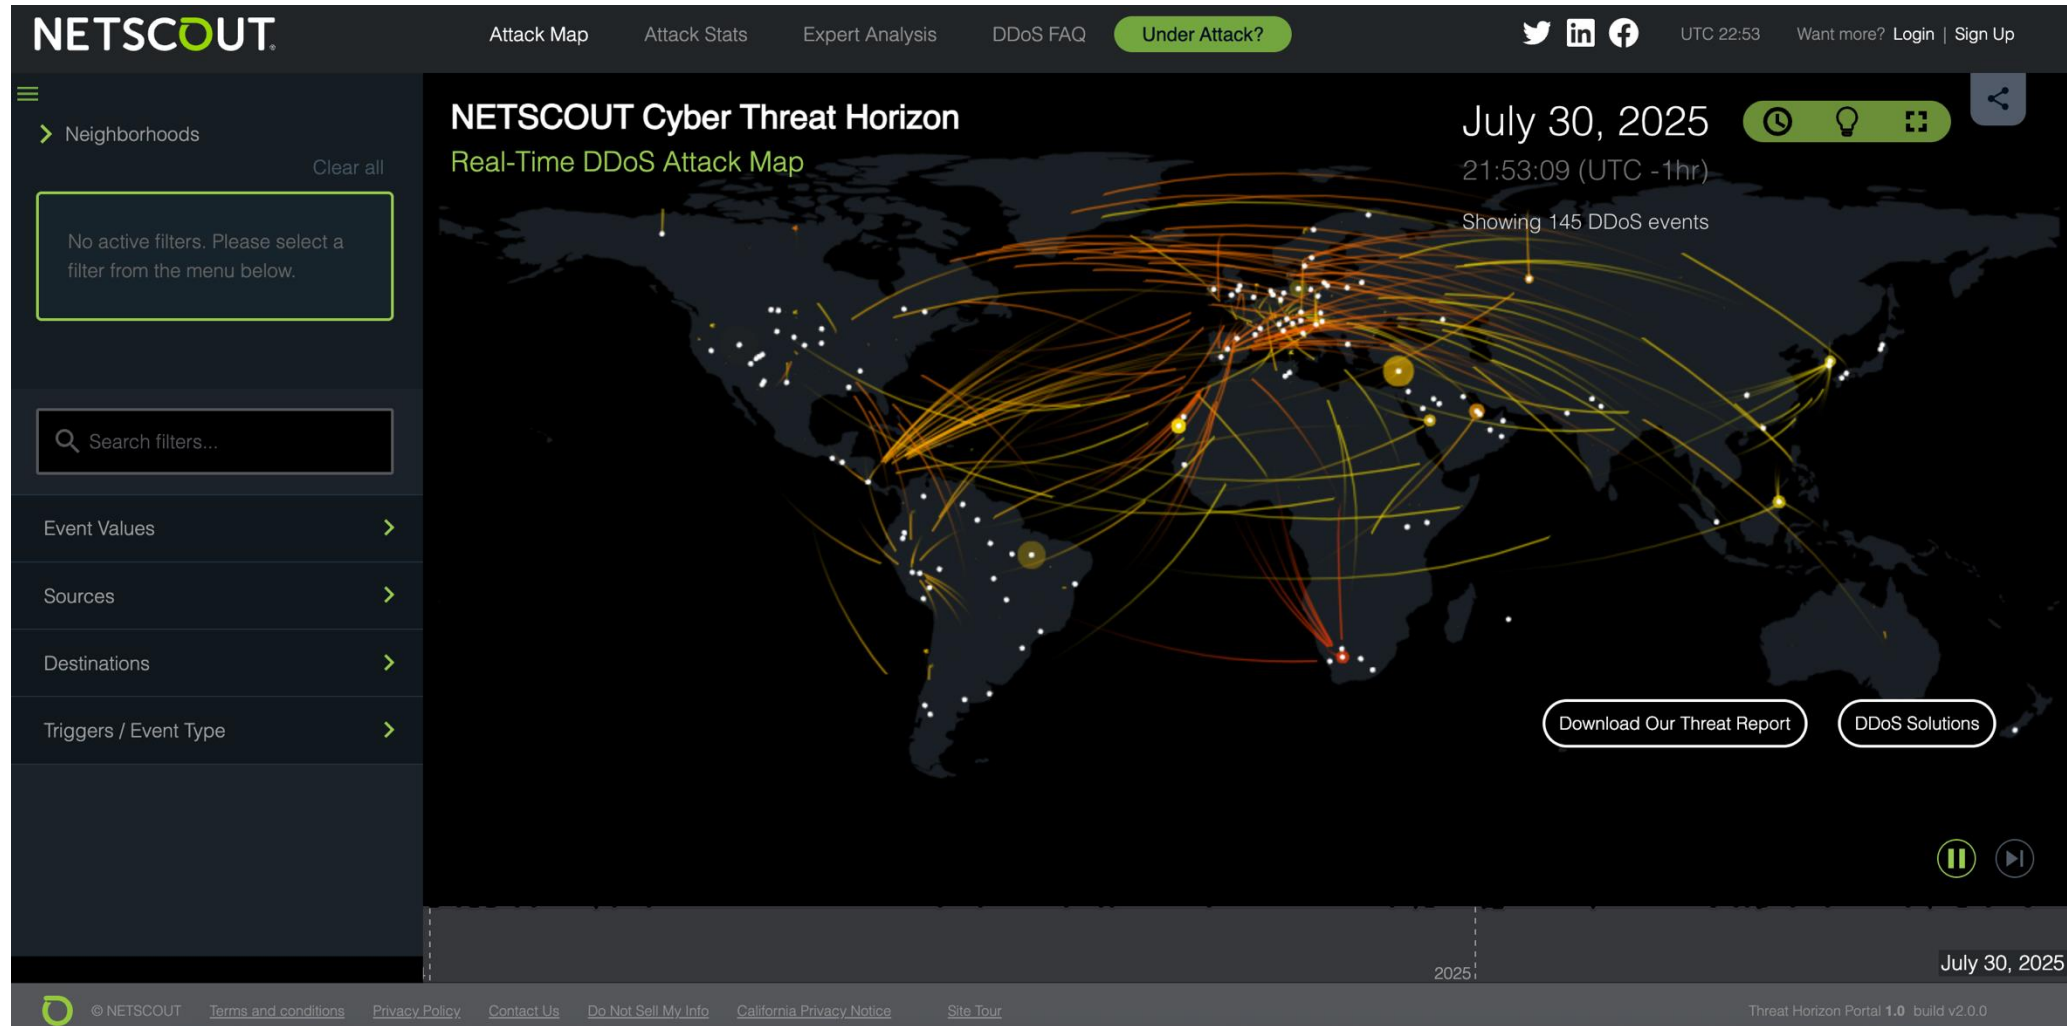 NETSCOUT.
Attack Map
Attack Stats
Expert Analysis
DDoS FAQ
Under Attack?
UTC 22:53
Want more? Login | Sign Up
Neighborhoods
Clear all
No active filters. Please select a
filter from the menu below.
Search filters...
Event Values
Sources
Destinations
Triggers / Event Type
NETSCOUT Cyber Threat Horizon
Real-Time DDoS Attack Map
July 30, 2025
21:53:09 (UTC -1hr)
Showing 145 DDoS events
Download Our Threat Report
DDoS Solutions
2025
July 30, 2025
© NETSCOUT
Terms and conditions
Privacy Policy
Contact Us
Do Not Sell My Info
California Privacy Notice
Site Tour
Threat Horizon Portal 1.0 build v2.0.0